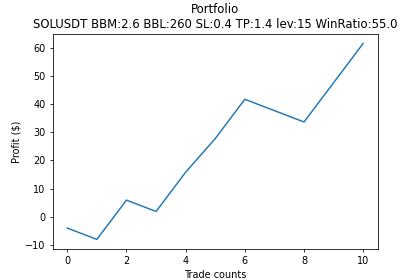 Portfolio
SOLUSDT BBM:2.6 BBL:260 SL:0.4 TP:1.4 lev:15 WinRatio:55.0
60
50
40
30
20
10
0
−10
Profit ($)
0 2 4 6 8 10
Trade counts